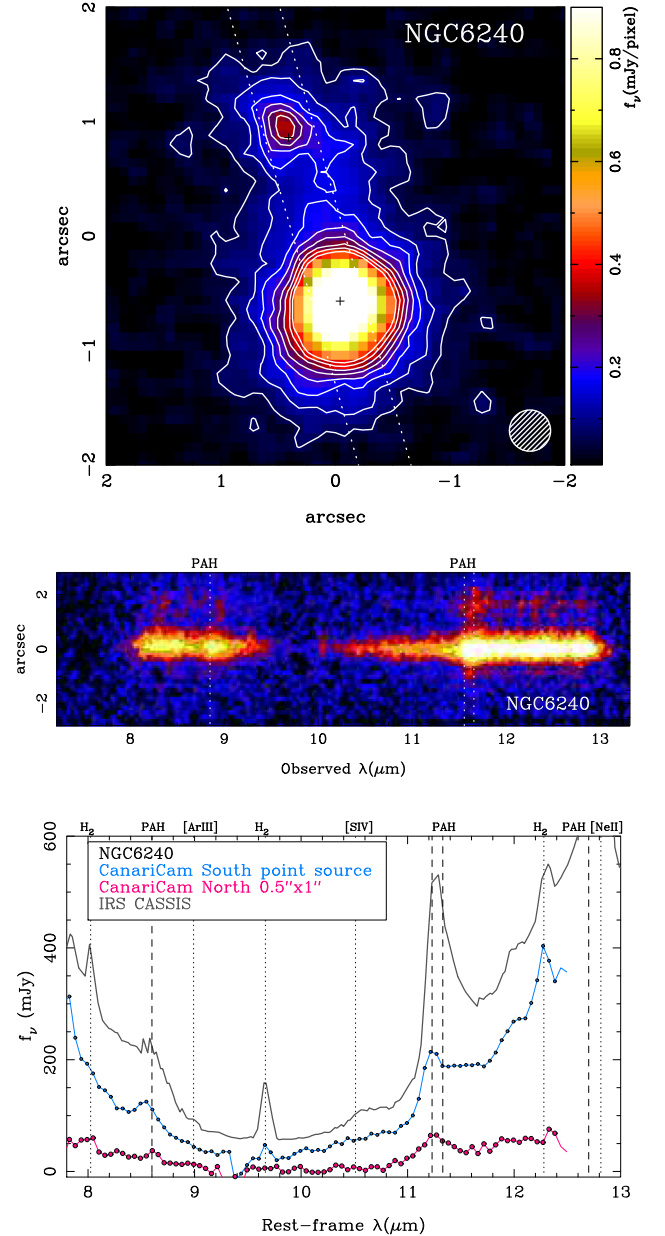 2
NGC6240
1
0
−1
−2
arcsec
2
1
0
−1
−2
arcsec
0.8
0.6
0.4
0.2
fν(mJy/pixel)
PAH
PAH
2
0
−2
arcsec
NGC6240
8
9
10
11
12
13
Observed λ(μm)
H2
PAH
[ArIII]
H2
[SIV]
PAH
H2
PAH
[NeII]
600
400
200
0
fν (mJy)
NGC6240
CanariCam South point source
CanariCam North 0.5"x1"
IRS CASSIS
8
9
10
11
12
13
Rest−frame λ(μm)